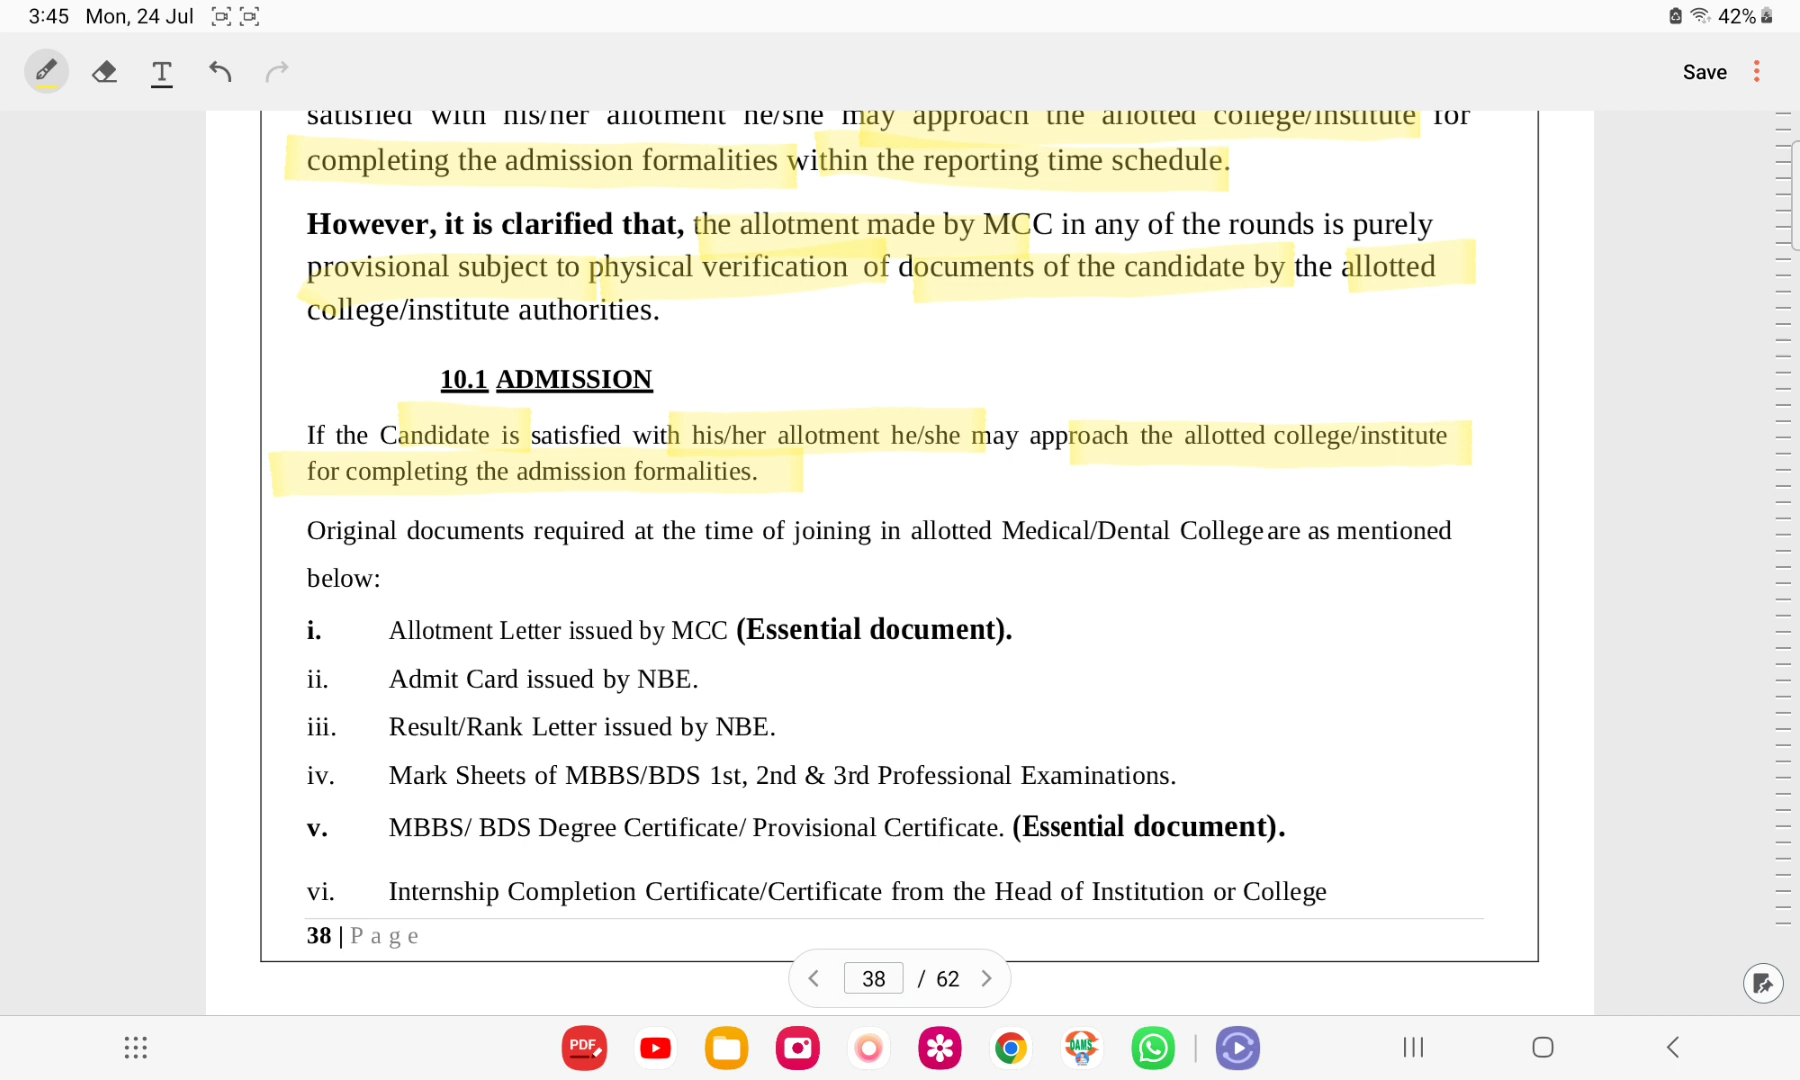 3:45 Mon, 24 Jul 42%
T Save
satisfied with his/her allotment he/she may approach the allotted college/institute for
completing the admission formalities within the reporting time schedule.
However, it is clarified that, the allotment made by MCC in any of the rounds is purely
provisional subject to physical verification of documents of the candidate by the allotted
college/institute authorities.
10.1 ADMISSION
If the Candidate is satisfied with his/her allotment he/she may approach the allotted college/institute
for completing the admission formalities.
Original documents required at the time of joining in allotted Medical/Dental College are as mentioned
below:
i. Allotment Letter issued by MCC (Essential document).
ii. Admit Card issued by NBE.
iii. Result/Rank Letter issued by NBE.
iv. Mark Sheets of MBBS/BDS 1st, 2nd & 3rd Professional Examinations.
v. MBBS/ BDS Degree Certificate/ Provisional Certificate. (Essential document).
vi. Internship Completion Certificate/Certificate from the Head of Institution or College
38 | Page
38 / 62
PDF DAMS